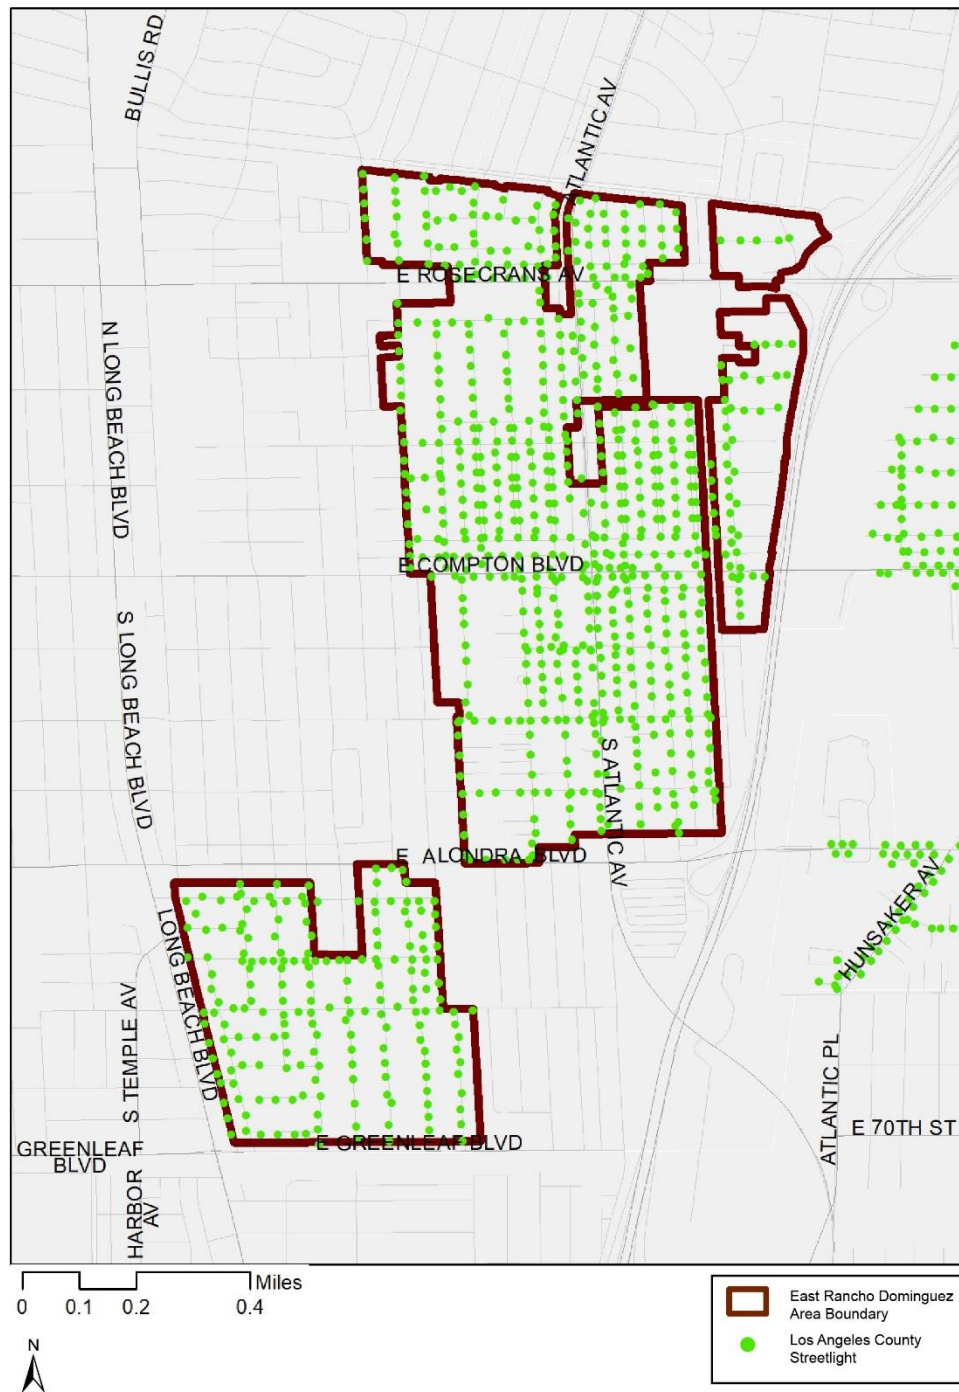 BULLIS RD
ATLANTIC AV
E ROSECRANS AV
N LONG BEACH BLVD
E COMPTON BLVD
S LONG BEACH BLVD
S ATLANTIC AV
E ALONDRA BLVD
HUNSAKER AV
LONG BEACH BLVD
S TEMPLE AV
ATLANTIC PL
E 70TH ST
E GREENLEAF BLVD
GREENLEAF
BLVD
HARBOR
AV
Miles
0 0.1 0.2 0.4
N
East Rancho Dominguez
Area Boundary
Los Angeles County
Streetlight